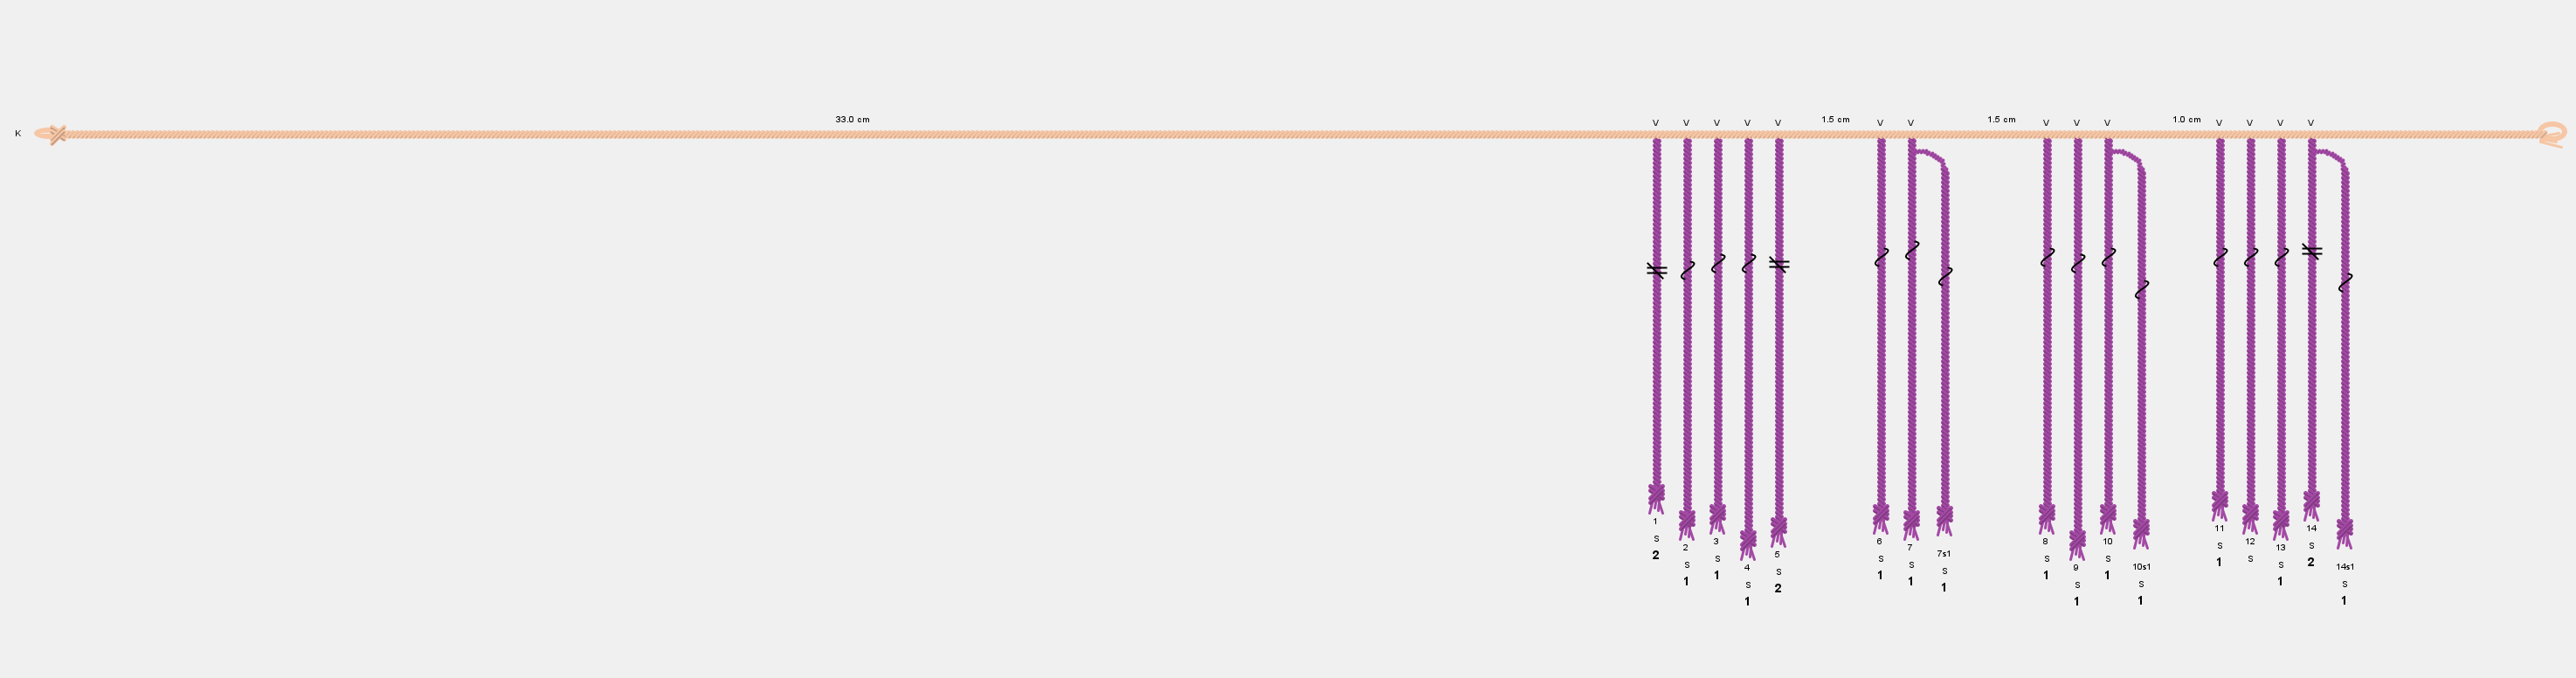 33.0 cm
V V V V V 1.5 cm V V 1.5 cm V V V 1.0 cm V V V V
K
1 2 3 4 5 6 7 7s1 8 9 10 10s1 11 12 13 14 14s1
S S S S S S S S S S S S S S S S S
2 1 1 1 2 1 1 1 1 1 1 1 1 1 2 1